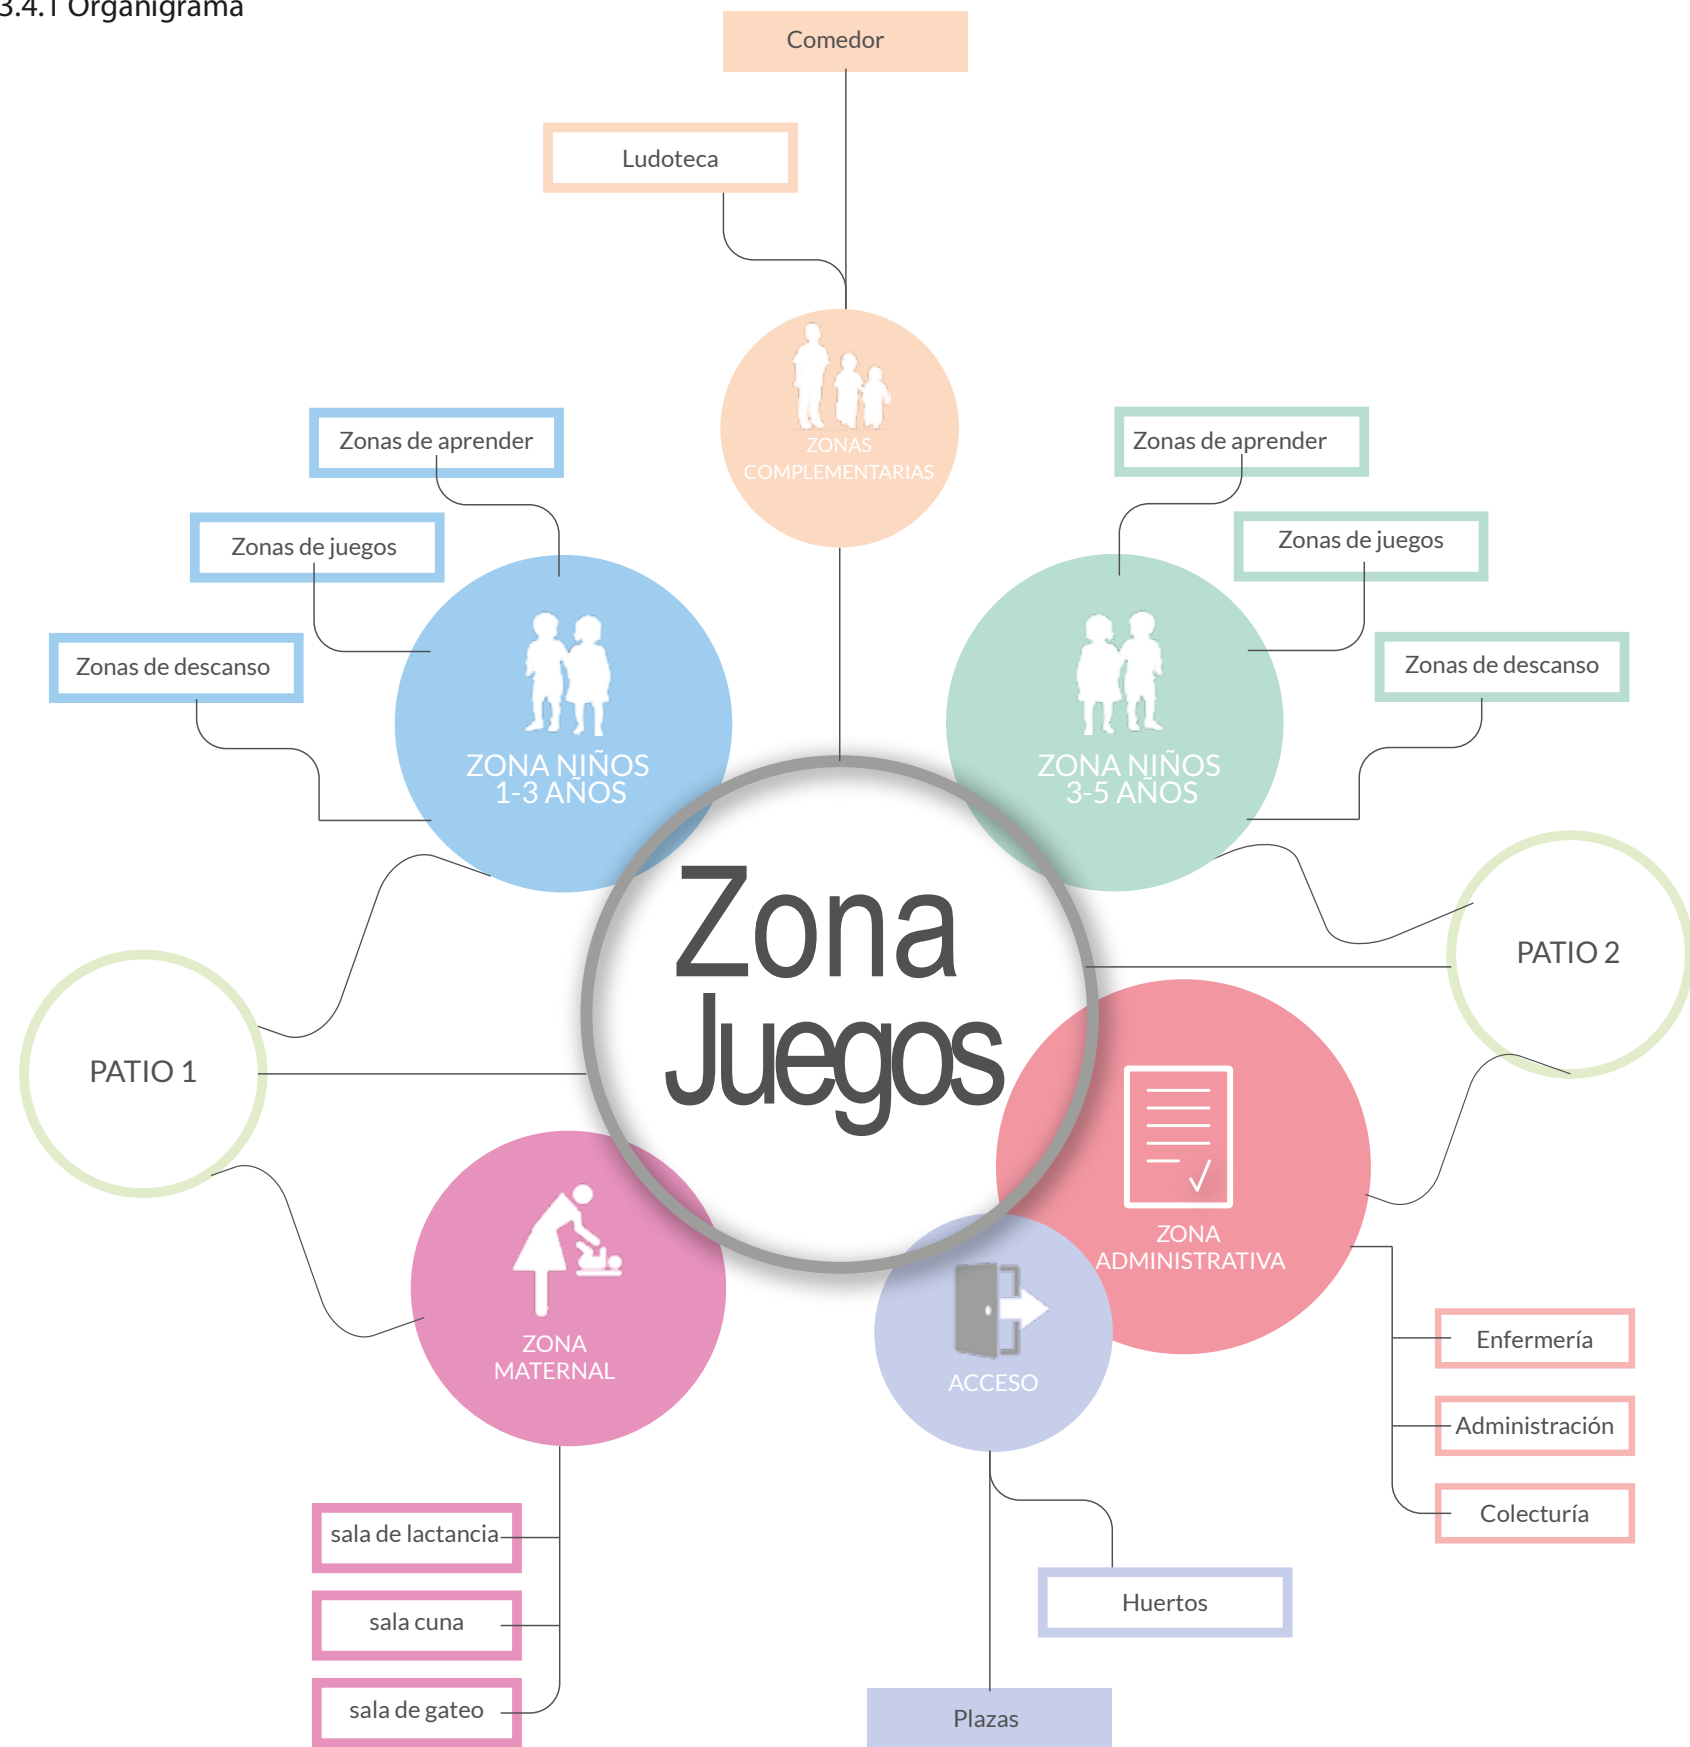 3.4.1 Organigrama
Comedor
Ludoteca
ZONAS
COMPLEMENTARIAS
Zonas de aprender
Zonas de juegos
Zonas de descanso
ZONA NIÑOS
1-3 AÑOS
Zonas de aprender
Zonas de juegos
Zonas de descanso
ZONA NIÑOS
3-5 AÑOS
Zona
Juegos
PATIO 1
PATIO 2
ZONA
ADMINISTRATIVA
Enfermería
Administración
Colecturía
ZONA
MATERNAL
sala de lactancia
sala cuna
sala de gateo
ACCESO
Huertos
Plazas